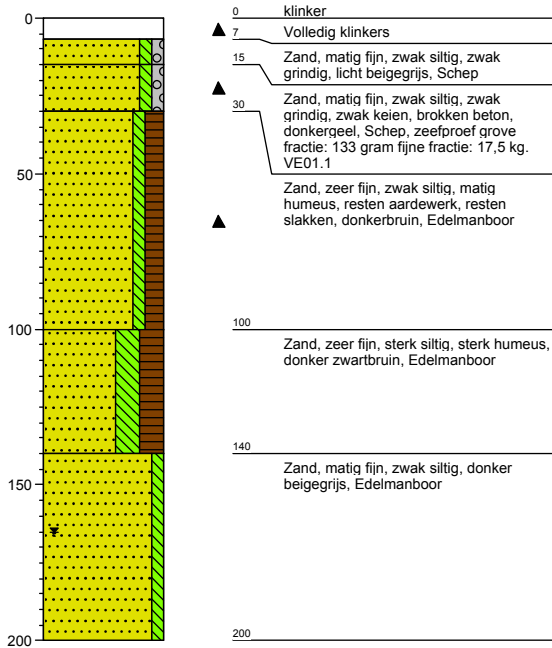 0
50
100
150
200
0 klinker
7 Volledig klinkers
15 Zand, matig fijn, zwak siltig, zwak
grindig, licht beigegrijs, Schep
30 Zand, matig fijn, zwak siltig, zwak
grindig, zwak keien, brokken beton,
donkergeel, Schep, zeefproef grove
fractie: 133 gram fijne fractie: 17,5 kg.
VE01.1
Zand, zeer fijn, zwak siltig, matig
humeus, resten aardewerk, resten
slakken, donkerbruin, Edelmanboor
100
Zand, zeer fijn, sterk siltig, sterk humeus,
donker zwartbruin, Edelmanboor
140
Zand, matig fijn, zwak siltig, donker
beigegrijs, Edelmanboor
200